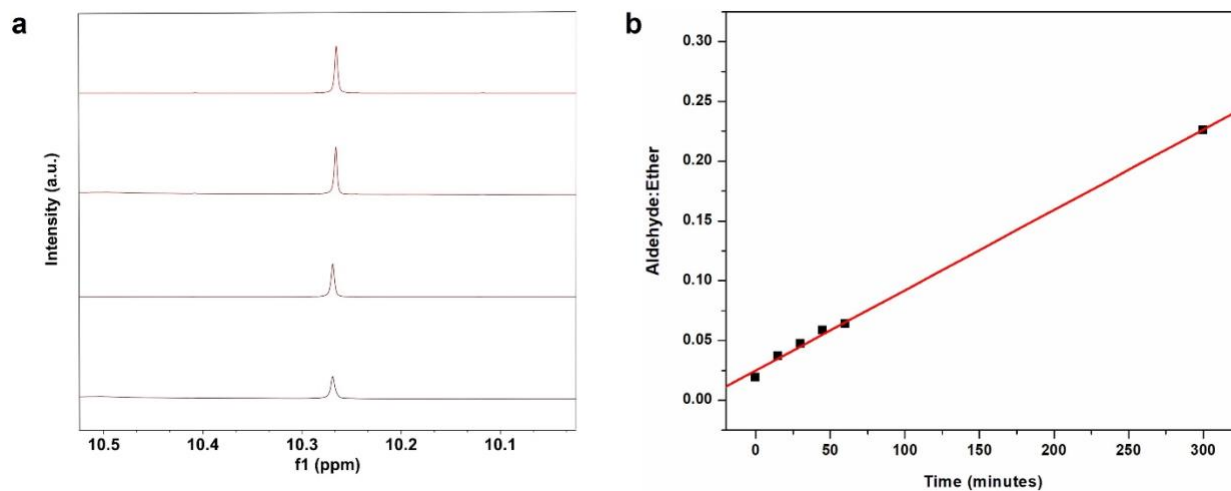 a
Intensity (a.u.)
10.5 10.4 10.3 10.2 10.1
f1 (ppm)
b
Aldehyde:Ether
0.30
0.25
0.20
0.15
0.10
0.05
0.00
0 50 100 150 200 250 300
Time (minutes)